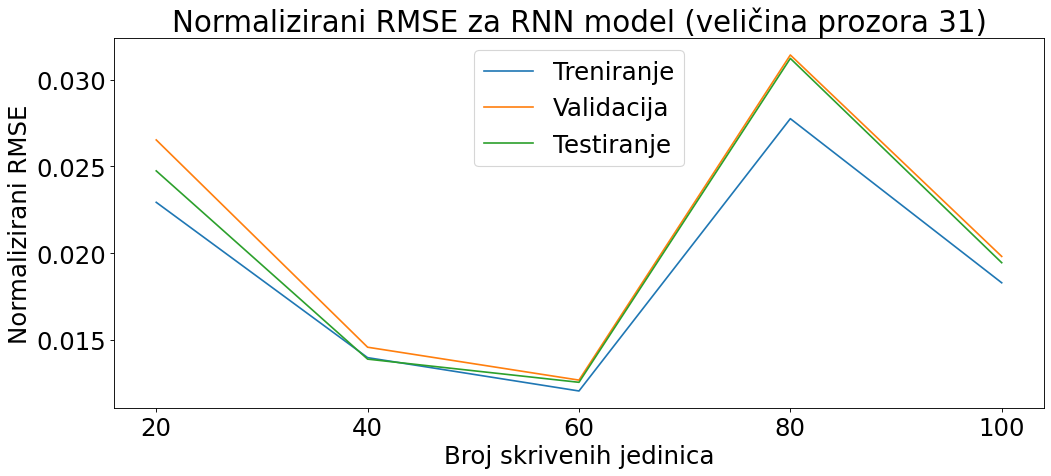 Normalizirani RMSE za RNN model (veličina prozora 31)
Treniranje
Validacija
Testiranje
Normalizirani RMSE
0.030
0.025
0.020
0.015
20 40 60 80 100
Broj skrivenih jedinica